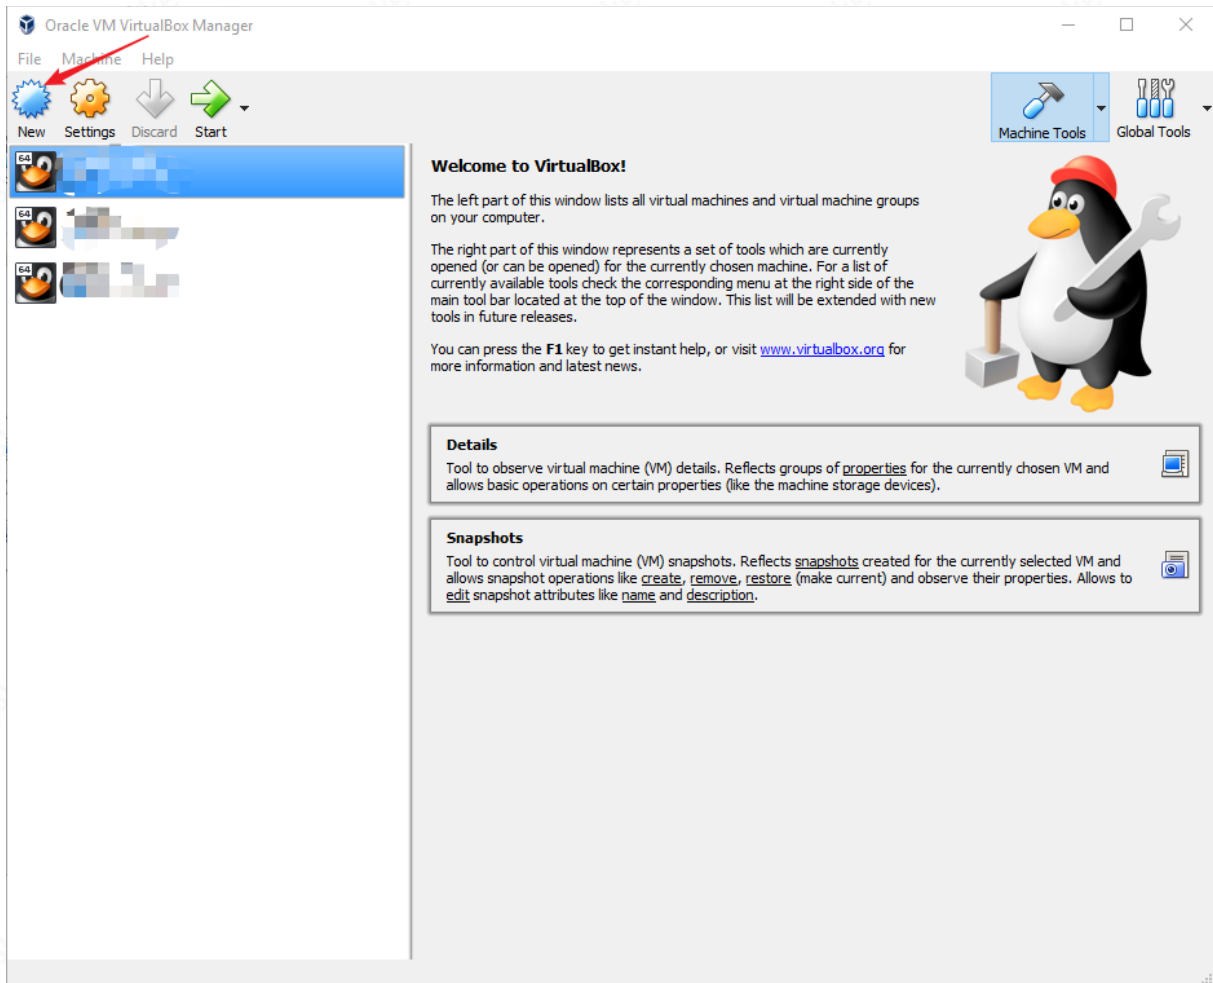 Oracle VM VirtualBox Manager
File Machine Help
New Settings Discard Start
Machine Tools Global Tools
64
64
64
Welcome to VirtualBox!
The left part of this window lists all virtual machines and virtual machine groups
on your computer.
The right part of this window represents a set of tools which are currently
opened (or can be opened) for the currently chosen machine. For a list of
currently available tools check the corresponding menu at the right side of the
main tool bar located at the top of the window. This list will be extended with new
tools in future releases.
You can press the F1 key to get instant help, or visit www.virtualbox.org for
more information and latest news.
Details
Tool to observe virtual machine (VM) details. Reflects groups of properties for the currently chosen VM and
allows basic operations on certain properties (like the machine storage devices).
Snapshots
Tool to control virtual machine (VM) snapshots. Reflects snapshots created for the currently selected VM and
allows snapshot operations like create, remove, restore (make current) and observe their properties. Allows to
edit snapshot attributes like name and description.